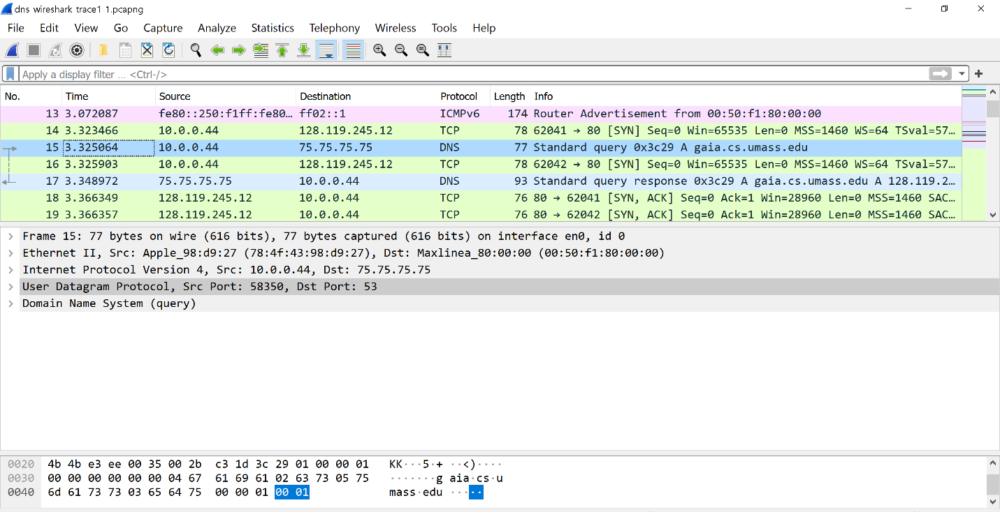 dns wireshark trace1 1.pcapng
File Edit View Go Capture Analyze Statistics Telephony Wireless Tools Help
Apply a display filter … <Ctrl-/>
No. Time Source Destination Protocol Length Info
13 3.072087 fe80::250:f1ff:fe80… ff02::1 ICMPv6 174 Router Advertisement from 00:50:f1:80:00:00
14 3.323466 10.0.0.44 128.119.245.12 TCP 78 62041 → 80 [SYN] Seq=0 Win=65535 Len=0 MSS=1460 WS=64 TSval=57…
15 3.325064 10.0.0.44 75.75.75.75 DNS 77 Standard query 0x3c29 A gaia.cs.umass.edu
16 3.325903 10.0.0.44 128.119.245.12 TCP 78 62042 → 80 [SYN] Seq=0 Win=65535 Len=0 MSS=1460 WS=64 TSval=57…
17 3.348972 75.75.75.75 10.0.0.44 DNS 93 Standard query response 0x3c29 A gaia.cs.umass.edu A 128.119.2…
18 3.366349 128.119.245.12 10.0.0.44 TCP 76 80 → 62041 [SYN, ACK] Seq=0 Ack=1 Win=28960 Len=0 MSS=1460 SAC…
19 3.366357 128.119.245.12 10.0.0.44 TCP 76 80 → 62042 [SYN, ACK] Seq=0 Ack=1 Win=28960 Len=0 MSS=1460 SAC…
Frame 15: 77 bytes on wire (616 bits), 77 bytes captured (616 bits) on interface en0, id 0
Ethernet II, Src: Apple_98:d9:27 (78:4f:43:98:d9:27), Dst: Maxlinea_80:00:00 (00:50:f1:80:00:00)
Internet Protocol Version 4, Src: 10.0.0.44, Dst: 75.75.75.75
User Datagram Protocol, Src Port: 58350, Dst Port: 53
Domain Name System (query)
0020 4b 4b e3 ee 00 35 00 2b c3 1d 3c 29 01 00 00 01 KK···5·+ ··<)····
0030 00 00 00 00 00 00 04 67 61 69 61 02 63 73 05 75 ·······g aia·cs·u
0040 6d 61 73 73 03 65 64 75 00 00 01 00 01 mass·edu ·····